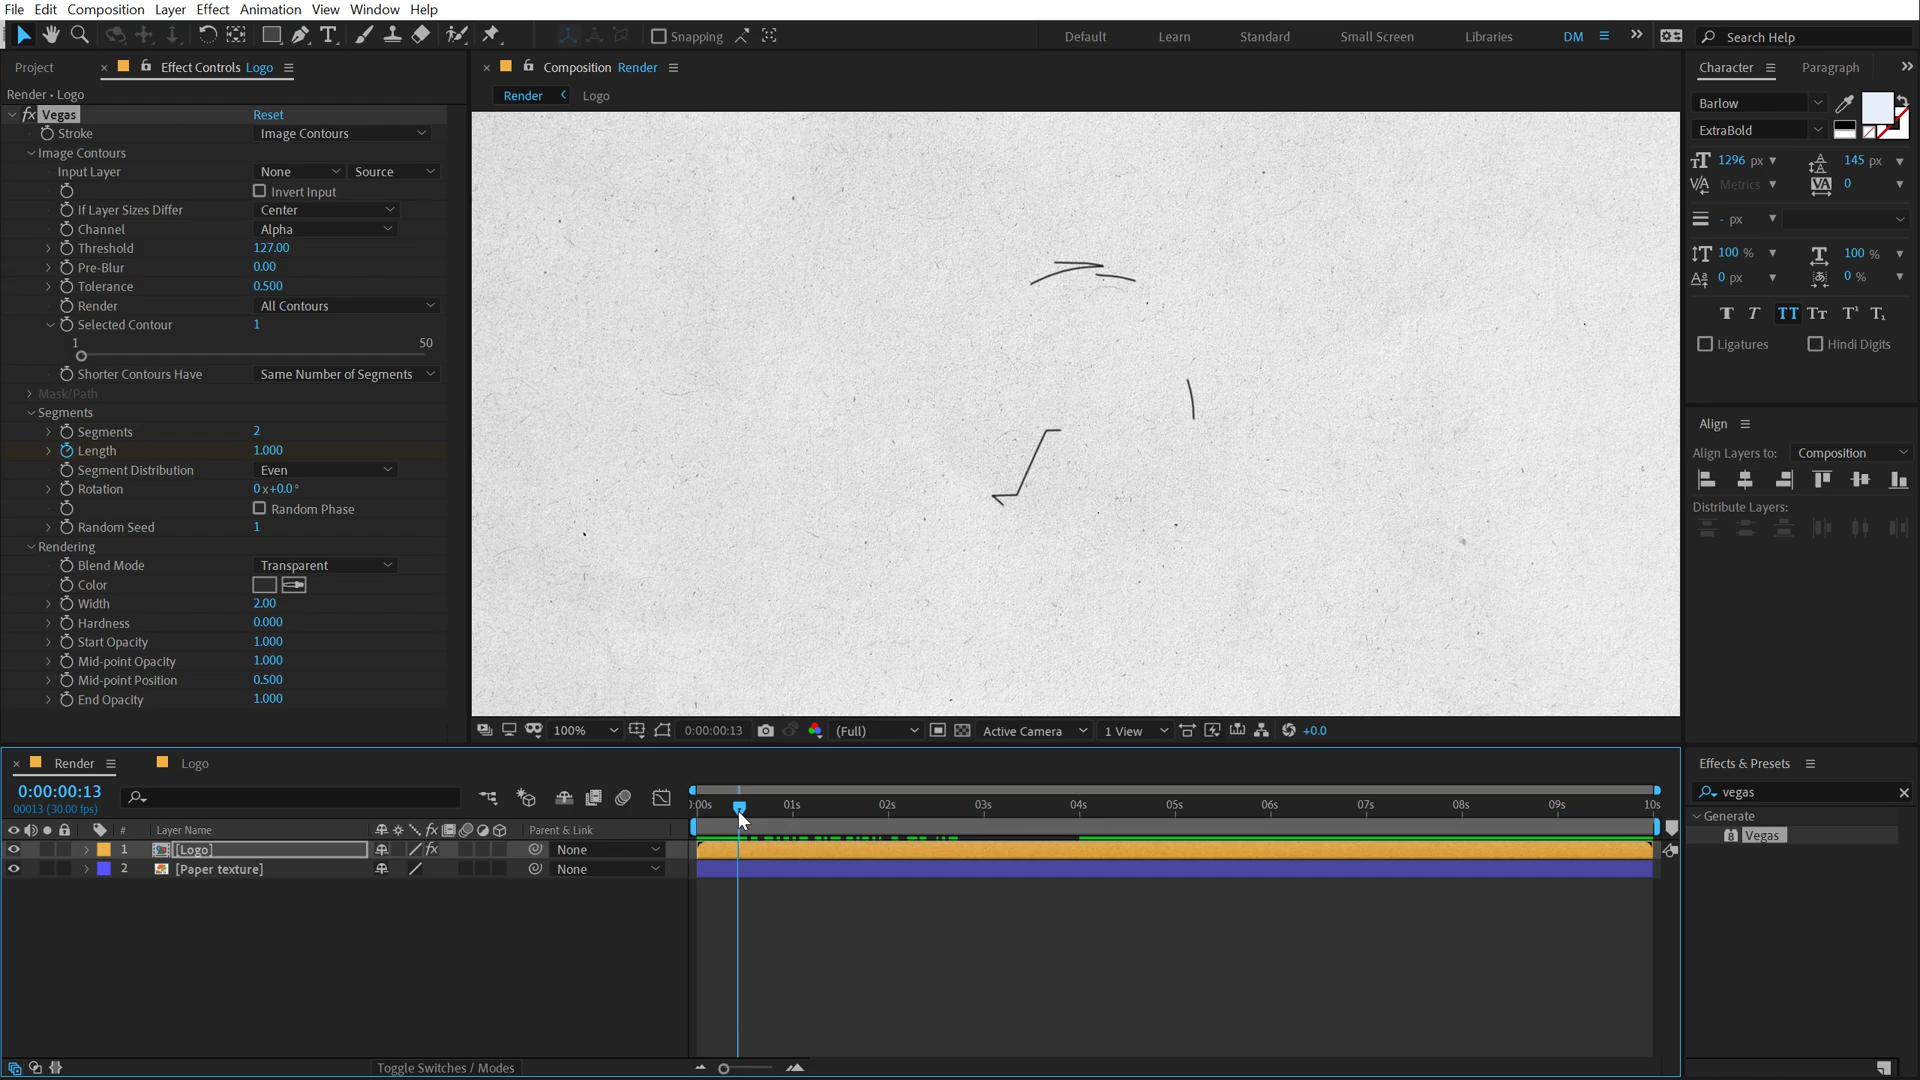 File Edit Composition Layer Effect Animation View Window Help
Snapping Default Learn Standard Small Screen Libraries DM Search Help
Project Effect Controls Logo
Render • Logo
fx Vegas Reset
Stroke Image Contours
Image Contours
Input Layer None Source
Invert Input
If Layer Sizes Differ Center
Channel Alpha
Threshold 127.00
Pre-Blur 0.00
Tolerance 0.500
Render All Contours
Selected Contour 1
1 50
Shorter Contours Have Same Number of Segments
Mask/Path
Segments
Segments 2
Length 1.000
Segment Distribution Even
Rotation 0x+0.0°
Random Phase
Random Seed 1
Rendering
Blend Mode Transparent
Color
Width 2.00
Hardness 0.000
Start Opacity 1.000
Mid-point Opacity 1.000
Mid-point Position 0.500
End Opacity 1.000
Composition Render
Render Logo
100% 0:00:00:13 (Full) Active Camera 1 View +0.0
Character Paragraph
Barlow
ExtraBold
1296 px 145 px
Metrics 0
- px
100 % 100 %
0 px 0 %
T T TT Tt T¹ T₁
Ligatures Hindi Digits
Align
Align Layers to: Composition
Distribute Layers:
Effects & Presets
vegas
Generate
8 Vegas
Render Logo
0:00:00:13
00013 (30.00 fps)
:00s 01s 02s 03s 04s 05s 06s 07s 08s 09s 10s
# Layer Name fx Parent & Link
1 [Logo] fx None
2 [Paper texture] None
Toggle Switches / Modes